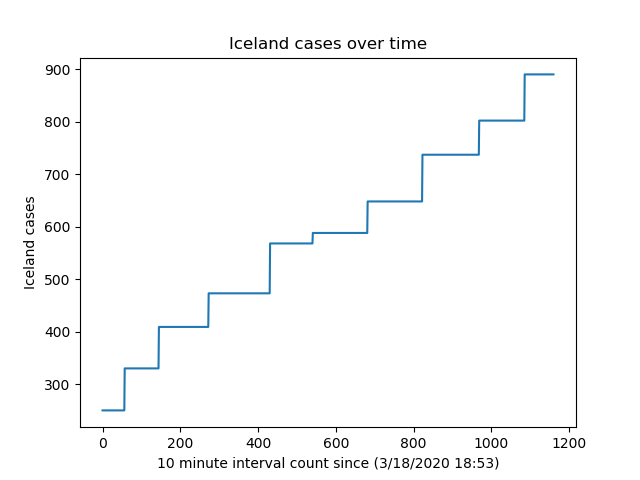 Iceland cases over time
900
800
700
600
500
400
300
Iceland cases
0 200 400 600 800 1000 1200
10 minute interval count since (3/18/2020 18:53)